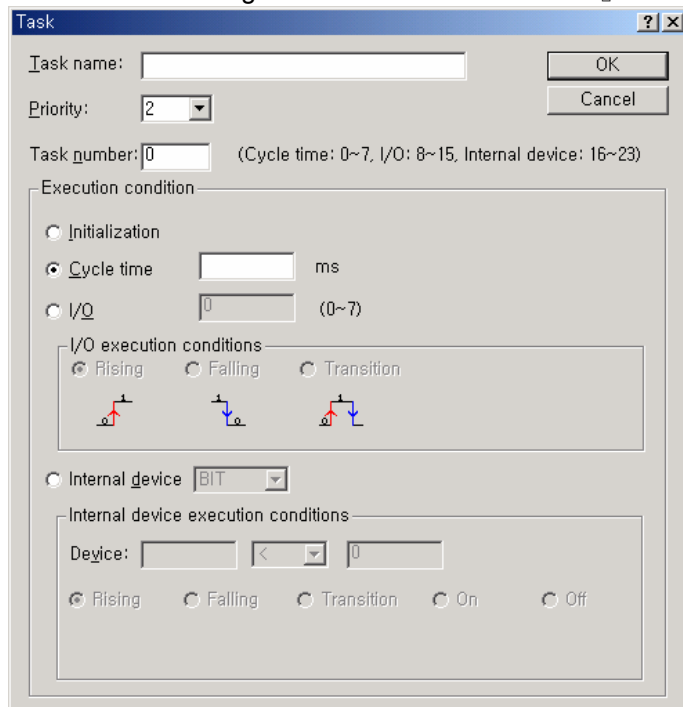 Task
Task name:
OK
Priority: 2
Cancel
Task number: 0 (Cycle time: 0~7, I/O: 8~15, Internal device: 16~23)
Execution condition
Initialization
Cycle time ms
I/O 0 (0~7)
I/O execution conditions
Rising Falling Transition
0 1 1 0 0 1
Internal device BIT
Internal device execution conditions
Device: < 0
Rising Falling Transition On Off